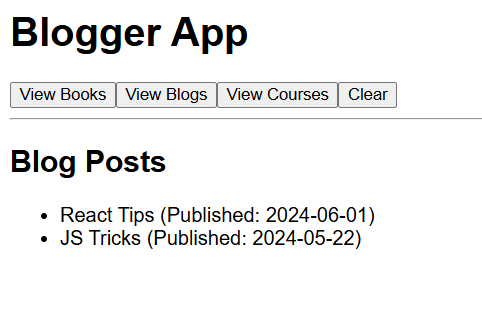 Blogger App
View Books View Blogs View Courses Clear
Blog Posts
• React Tips (Published: 2024-06-01)
• JS Tricks (Published: 2024-05-22)